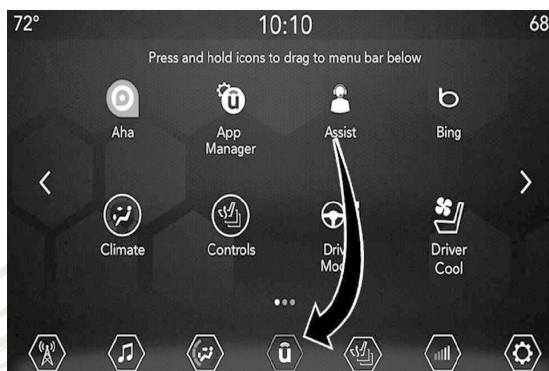 72° 10:10 68
Press and hold icons to drag to menu bar below
Aha App Assist Bing
Manager
Climate Controls Driver
Cool